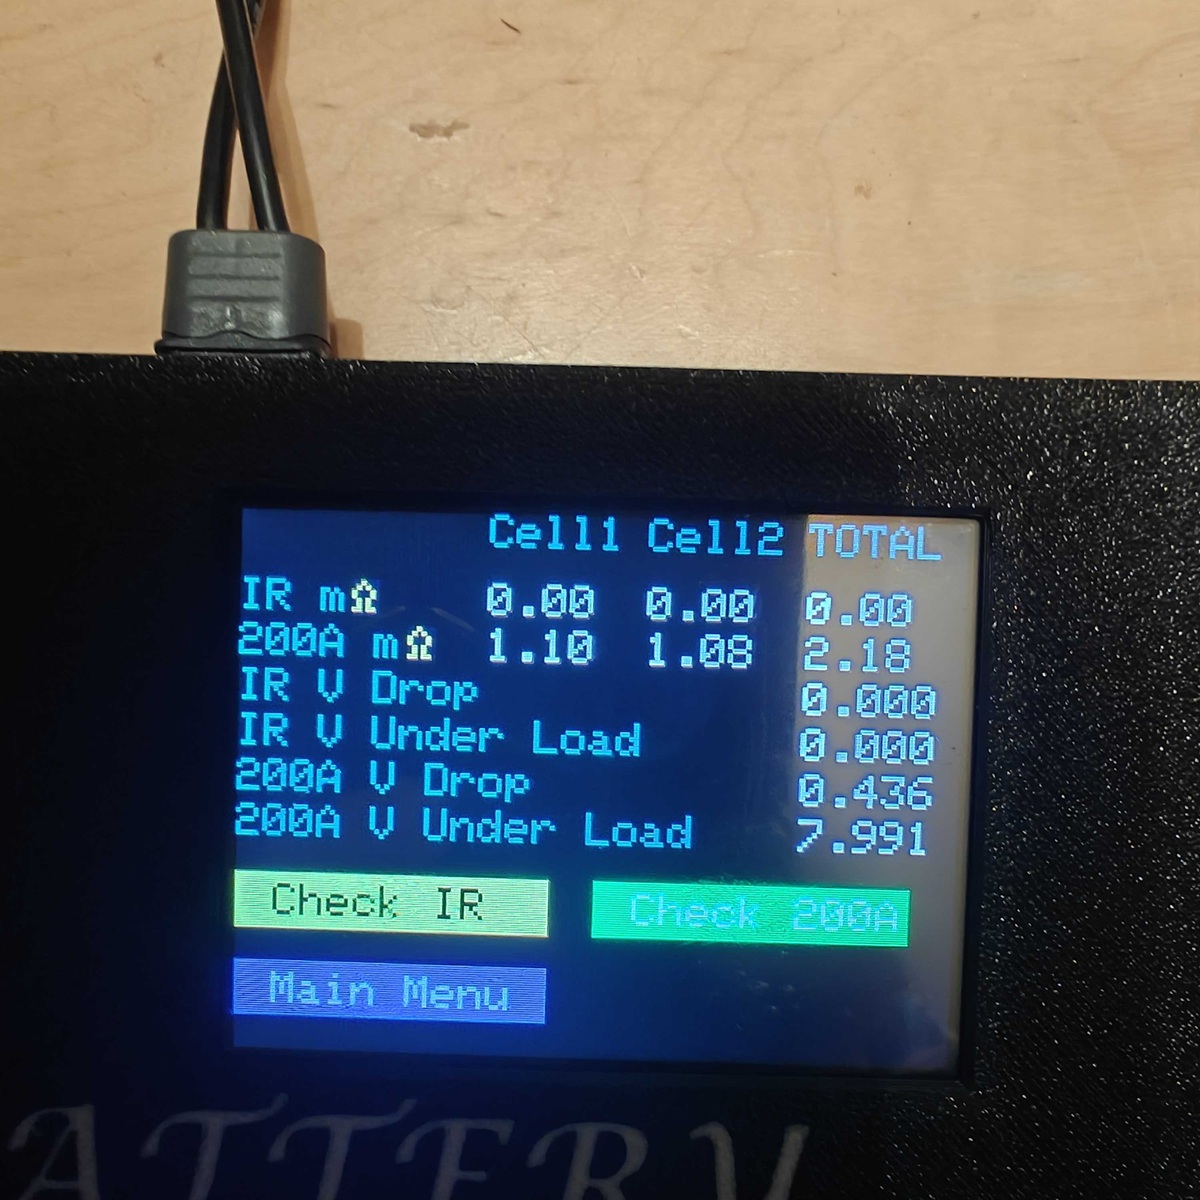 Cell1 Cell2 TOTAL
IR mΩ 0.00 0.00 0.00
200A mΩ 1.10 1.08 2.18
IR V Drop 0.000
IR V Under Load 0.000
200A V Drop 0.436
200A V Under Load 7.991
Check IR Check 200A
Main Menu
ATTERY